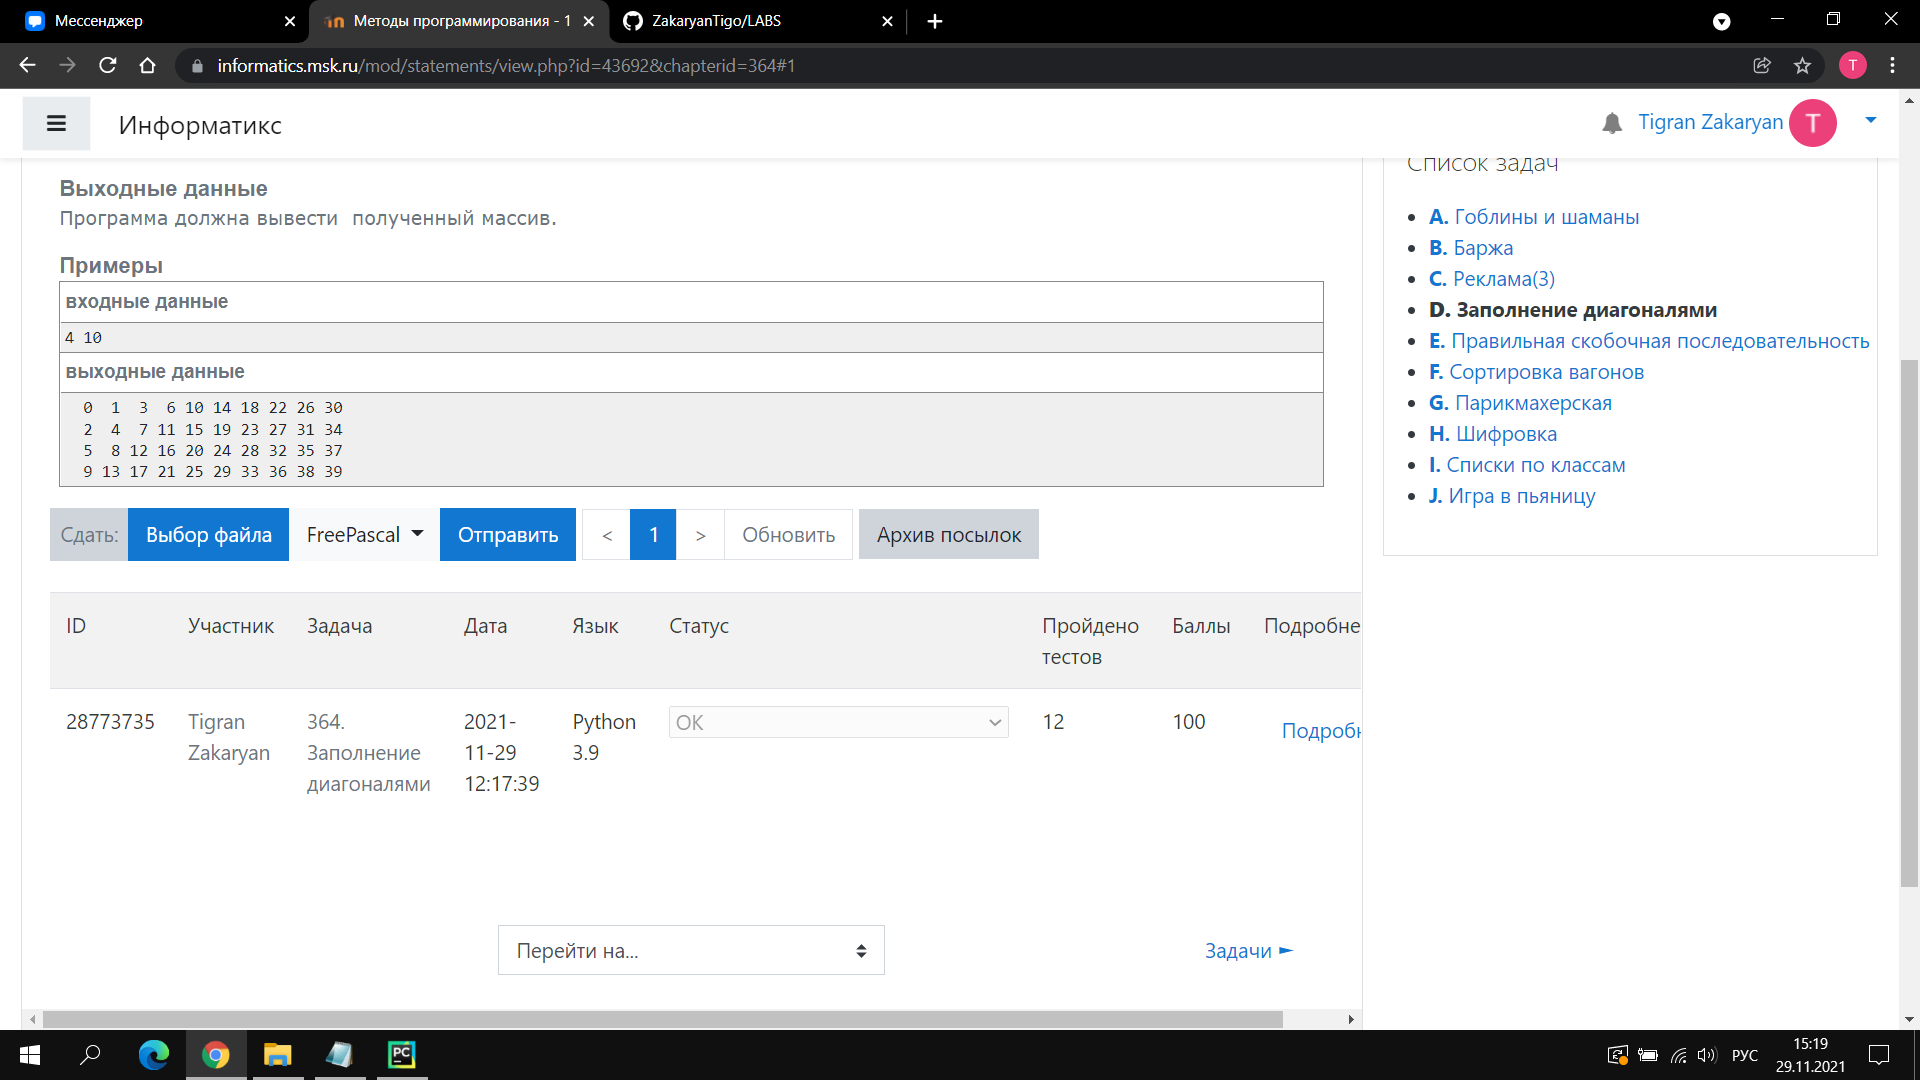 Мессенджер
Методы программирования - 1
ZakaryanTigo/LABS
informatics.msk.ru/mod/statements/view.php?id=43692&chapterid=364#1
T
Информатикс
Tigran Zakaryan
T
Выходные данные
Программа должна вывести  полученный массив.
Примеры
входные данные
4 10
выходные данные
0  1  3  6 10 14 18 22 26 30
2  4  7 11 15 19 23 27 31 34
5  8 12 16 20 24 28 32 35 37
9 13 17 21 25 29 33 36 38 39
Сдать:
Выбор файла
FreePascal
Отправить
<
1
>
Обновить
Архив посылок
ID
Участник
Задача
Дата
Язык
Статус
Пройдено
тестов
Баллы
Подробне
28773735
Tigran
Zakaryan
364.
Заполнение
диагоналями
2021-
11-29
12:17:39
Python
3.9
OK
12
100
Подробн
Перейти на...
Задачи ►
Список задач
A. Гоблины и шаманы
B. Баржа
C. Реклама(3)
D. Заполнение диагоналями
E. Правильная скобочная последовательность
F. Сортировка вагонов
G. Парикмахерская
H. Шифровка
I. Списки по классам
J. Игра в пьяницу
PC
РУС
15:19
29.11.2021